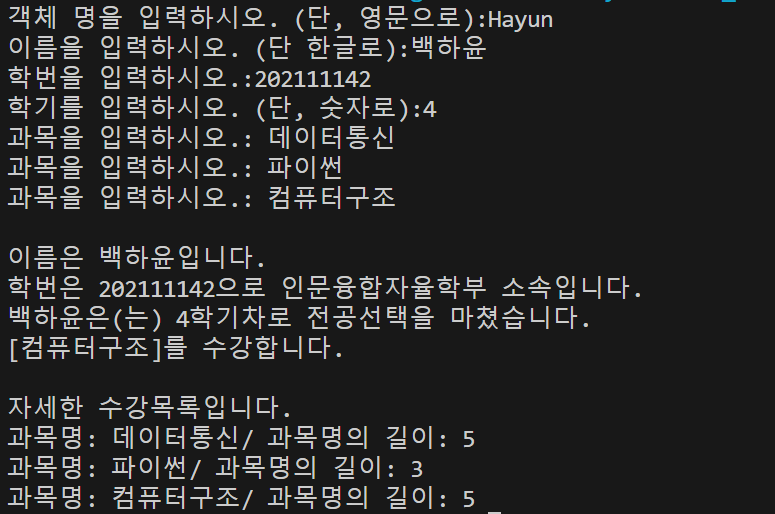 객체 명을 입력하시오. (단, 영문으로):Hayun
이름을 입력하시오. (단 한글로):백하윤
학번을 입력하시오.:202111142
학기를 입력하시오. (단, 숫자로):4
과목을 입력하시오.: 데이터통신
과목을 입력하시오.: 파이썬
과목을 입력하시오.: 컴퓨터구조

이름은 백하윤입니다.
학번은 202111142으로 인문융합자율학부 소속입니다.
백하윤은(는) 4학기차로 전공선택을 마쳤습니다.
[컴퓨터구조]를 수강합니다.

자세한 수강목록입니다.
과목명: 데이터통신/ 과목명의 길이: 5
과목명: 파이썬/ 과목명의 길이: 3
과목명: 컴퓨터구조/ 과목명의 길이: 5